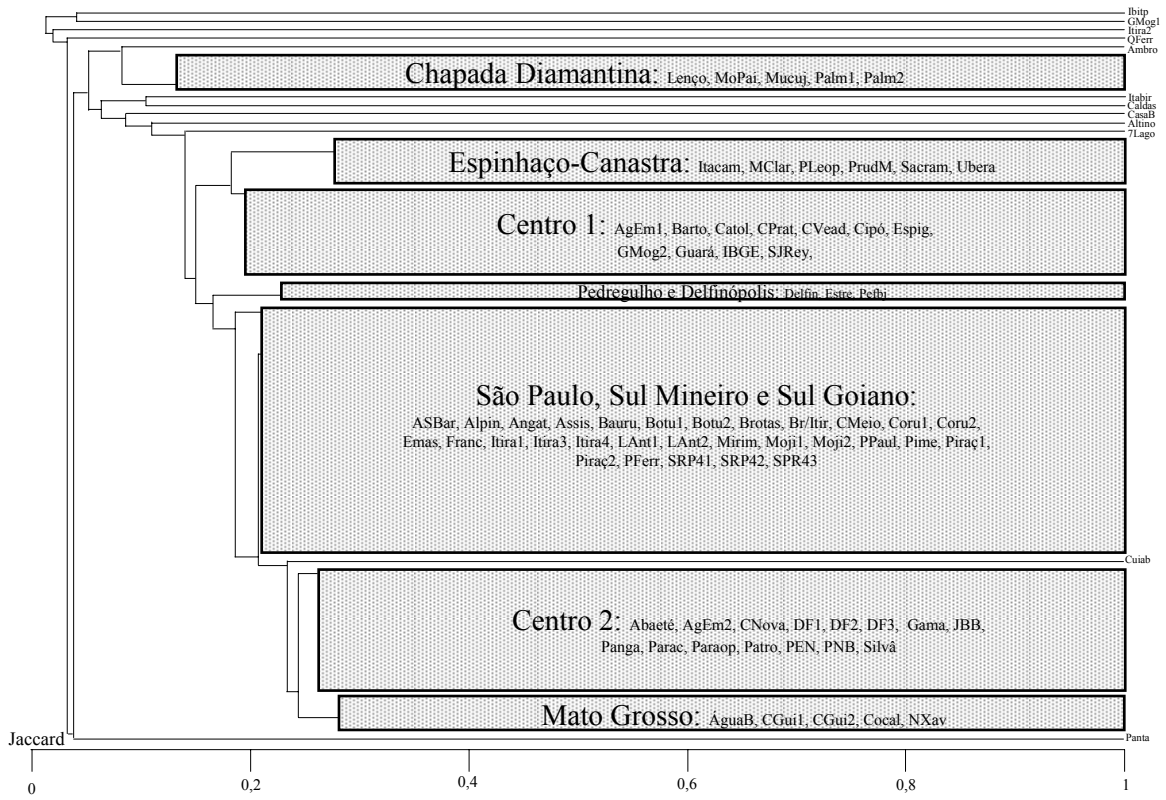 Ibitp
GMog1
Itira2
QFerr
Ambro
Chapada Diamantina: Lenço, MoPai, Mucuj, Palm1, Palm2
Itabir
Caldas
CasaB
Altino
7Lago
Espinhaço-Canastra: Itacam, MClar, PLeop, PrudM, Sacram, Ubera
Centro 1: AgEm1, Barto, Catol, CPrat, CVead, Cipó, Espig,
GMog2, Guará, IBGE, SJRey,
Pedregulho e Delfinópolis: Delfin, Estre, Pefbj
São Paulo, Sul Mineiro e Sul Goiano:
ASBar, Alpin, Angat, Assis, Bauru, Botu1, Botu2, Brotas, Br/Itir, CMeio, Coru1, Coru2,
Emas, Franc, Itira1, Itira3, Itira4, LAnt1, LAnt2, Mirim, Moji1, Moji2, PPaul, Pime, Piraç1,
Piraç2, PFerr, SRP41, SRP42, SPR43
Cuiab
Centro 2: Abaeté, AgEm2, CNova, DF1, DF2, DF3, Gama, JBB,
Panga, Parac, Paraop, Patro, PEN, PNB, Silvâ
Mato Grosso: ÁguaB, CGui1, CGui2, Cocal, NXav
Panta
Jaccard
0 0,2 0,4 0,6 0,8 1